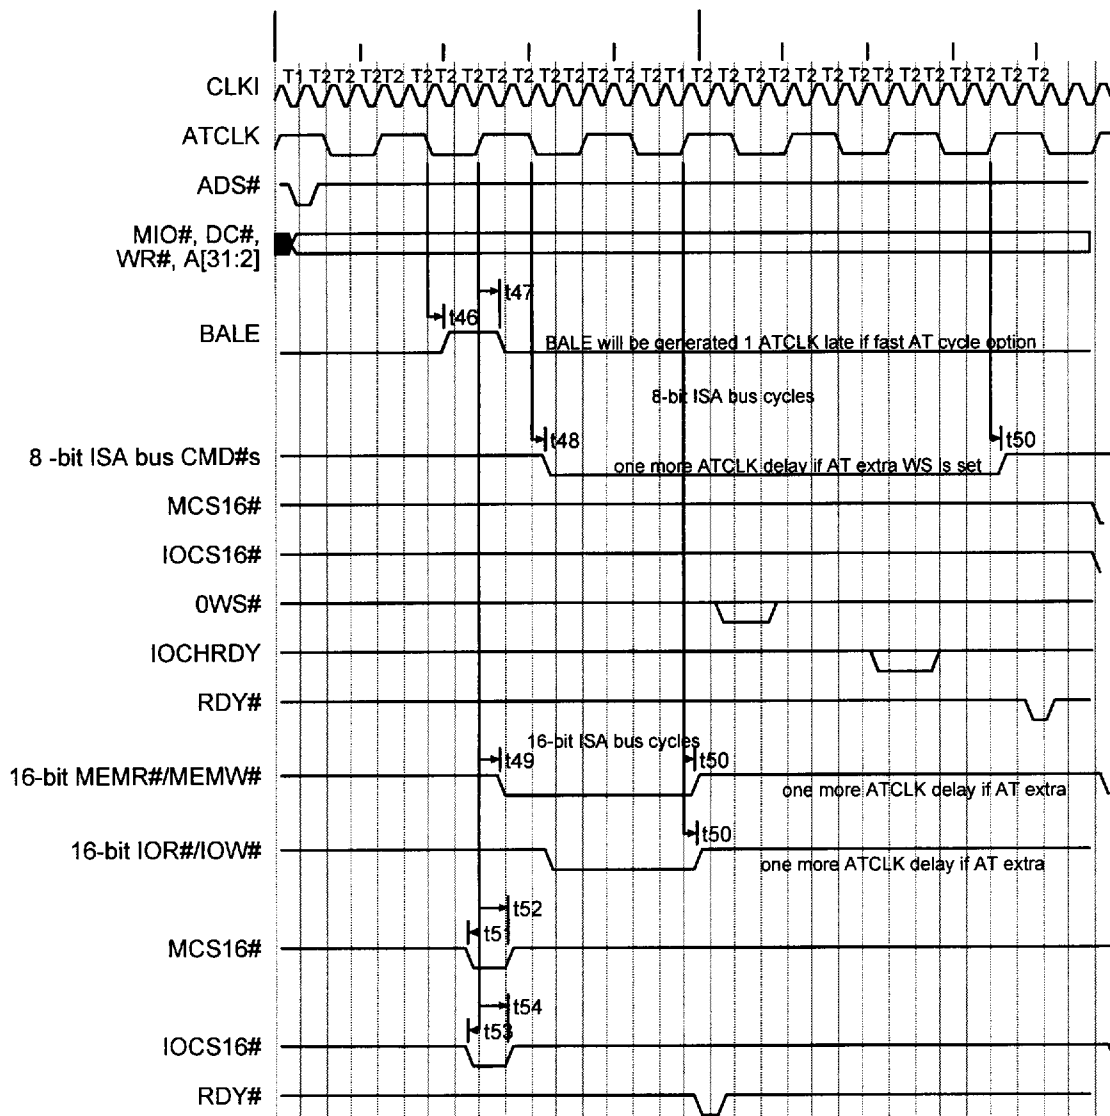 T1 T2 T2 T2 T2 T2 T2 T2 T2 T2 T2 T2 T2 T2 T2 T1 T2 T2 T2 T2 T2 T2 T2 T2 T2 T2 T2 T2
CLKI
ATCLK
ADS#
MIO#, DC#,
WR#, A[31:2]
t47
t46
BALE
BALE will be generated 1 ATCLK late if fast AT cycle option
8-bit ISA bus cycles
t48
t50
8 -bit ISA bus CMD#s
one more ATCLK delay if AT extra WS is set
MCS16#
IOCS16#
0WS#
IOCHRDY
RDY#
16-bit ISA bus cycles
t49
t50
16-bit MEMR#/MEMW#
one more ATCLK delay if AT extra
t50
16-bit IOR#/IOW#
one more ATCLK delay if AT extra
t52
t51
MCS16#
t54
t53
IOCS16#
RDY#